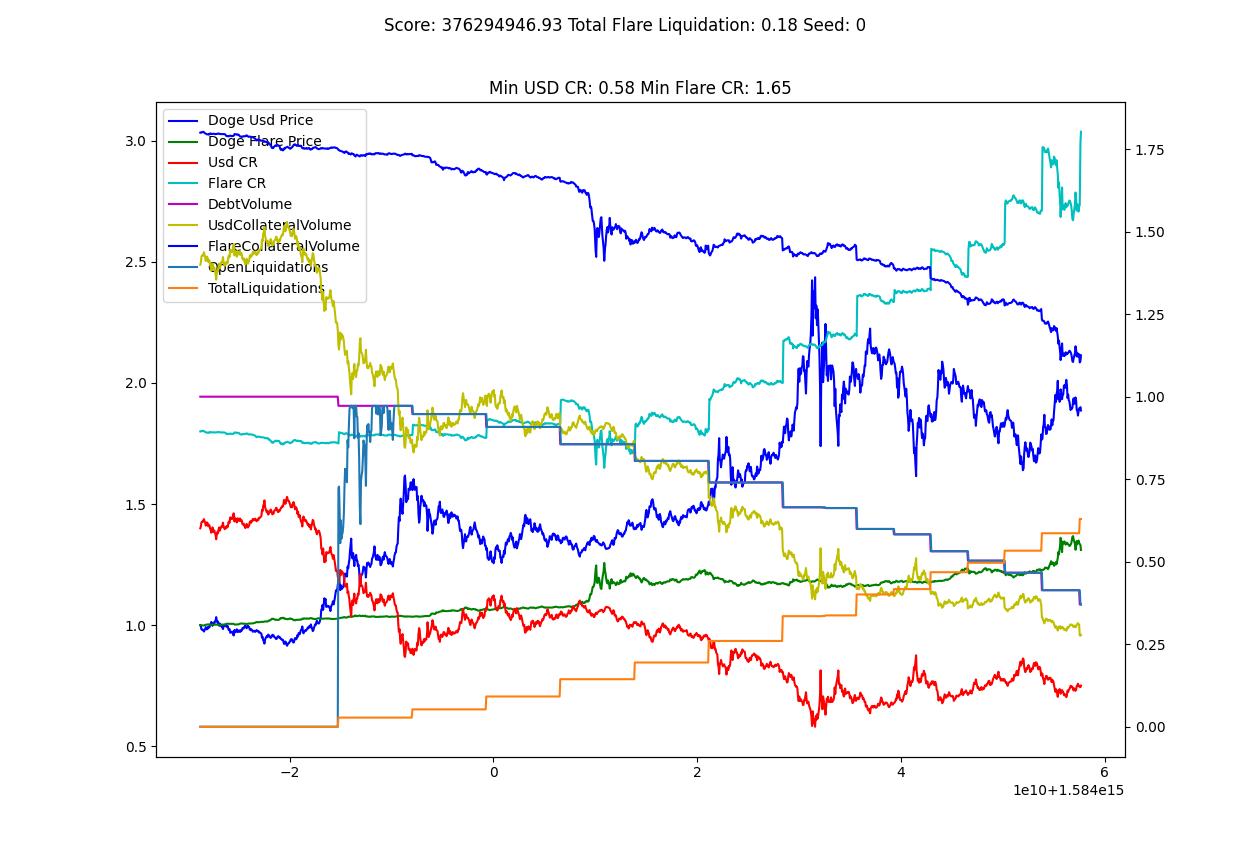 Score: 376294946.93 Total Flare Liquidation: 0.18 Seed: 0
Min USD CR: 0.58 Min Flare CR: 1.65
Doge Usd Price
Doge Flare Price
Usd CR
Flare CR
DebtVolume
UsdCollateralVolume
FlareCollateralVolume
OpenLiquidations
TotalLiquidations
3.0
2.5
2.0
1.5
1.0
0.5
1.75
1.50
1.25
1.00
0.75
0.50
0.25
0.00
−2
0
2
4
6
1e10+1.584e15